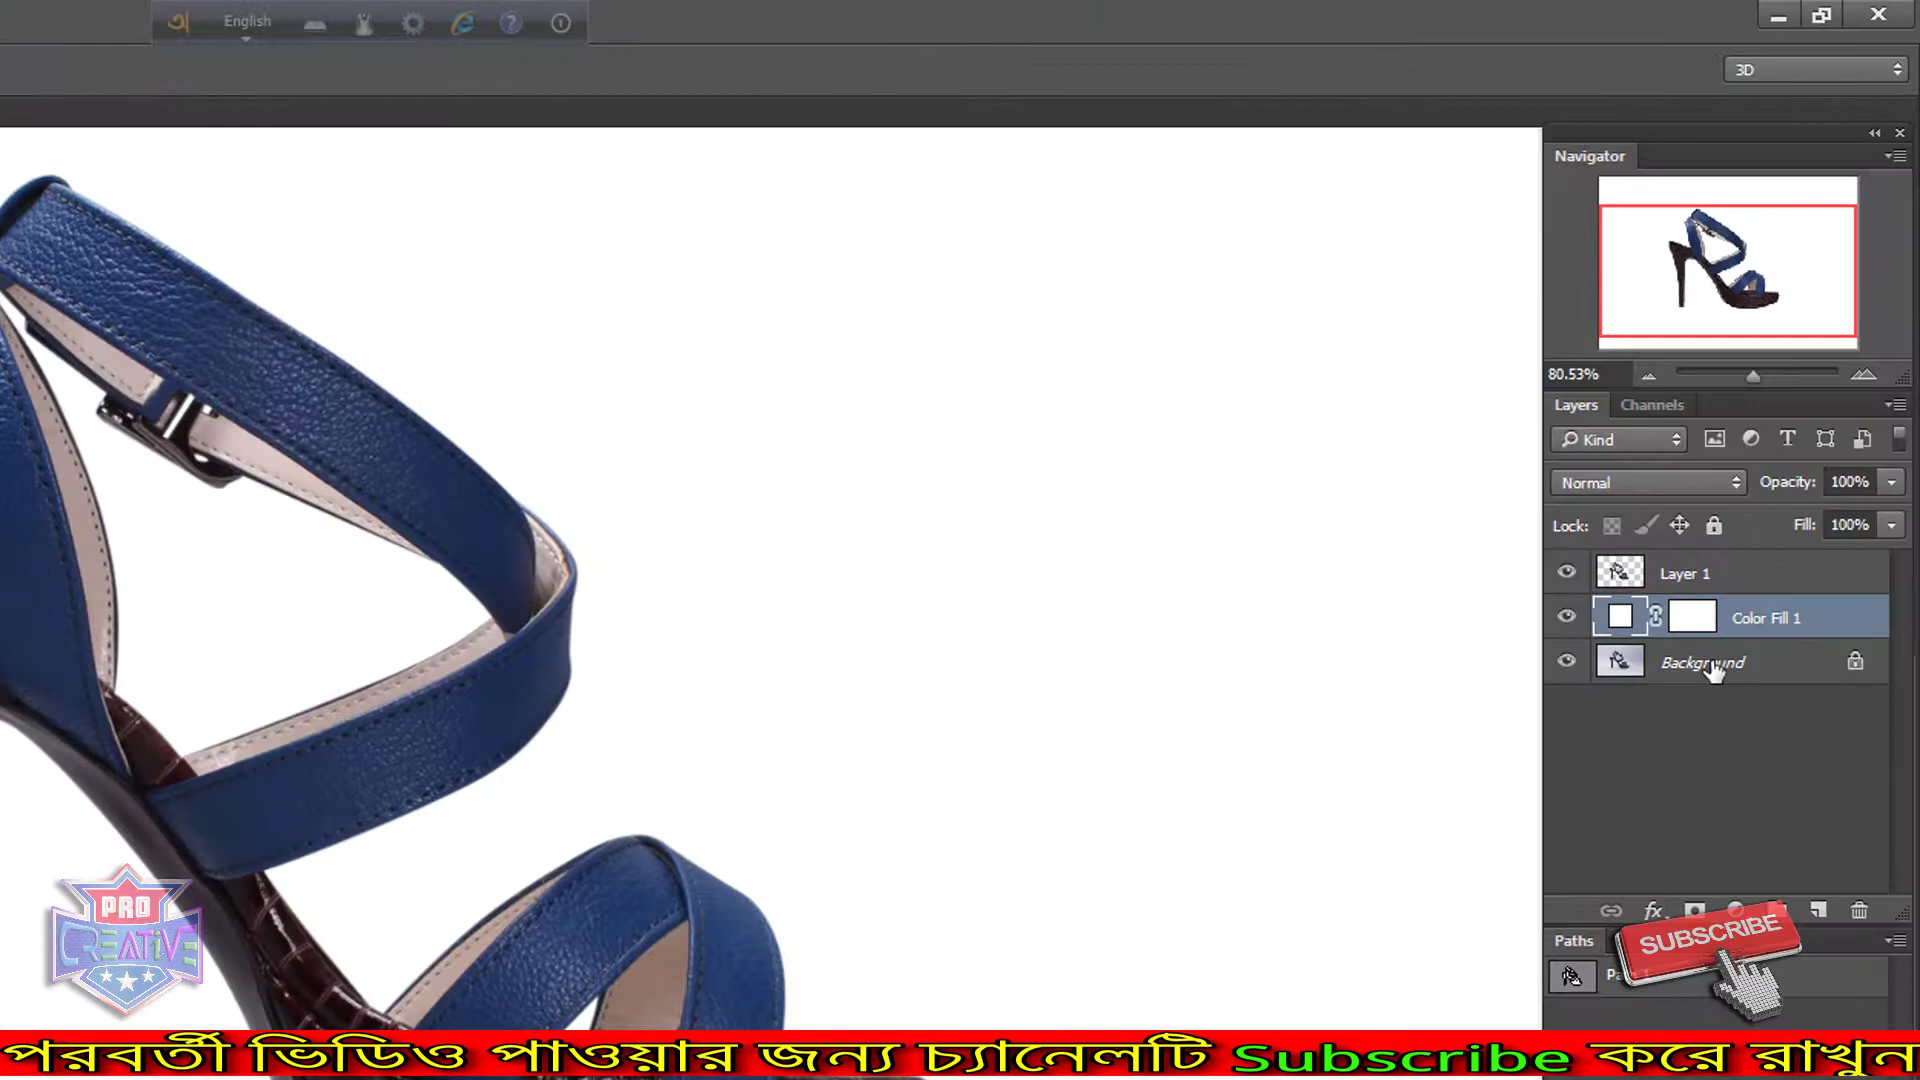 অ English
3D
Navigator
80.53%
Layers Channels
Kind
Normal Opacity: 100%
Lock: Fill: 100%
Layer 1
Color Fill 1
Background
fx
Paths
SUBSCRIBE
PRO
CREATIVE
পরবর্তী ভিডিও পাওয়ার জন্য চ্যানেলটি Subscribe করে রাখুন